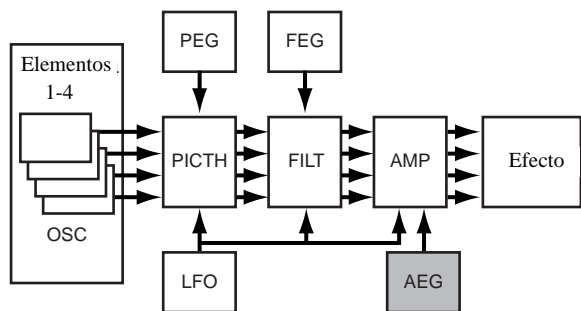 PEG
FEG
Elementos
1-4
PICTH
FILT
AMP
Efecto
OSC
LFO
AEG